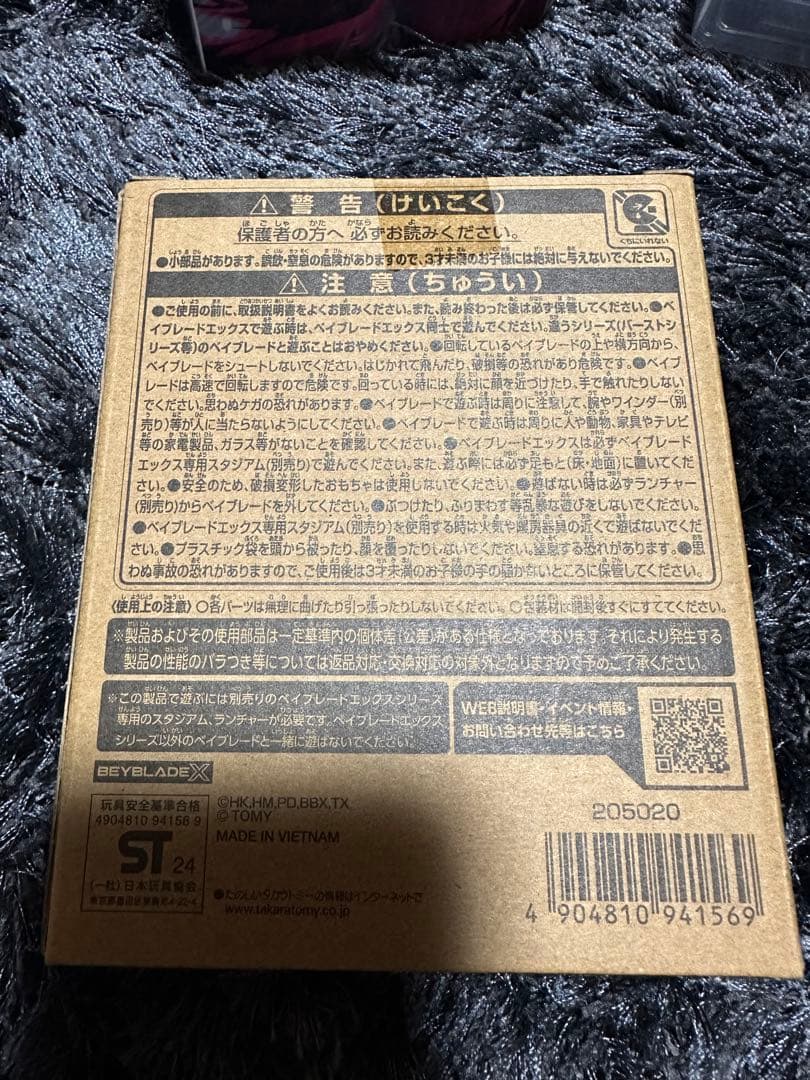 ⚠警告(けいこく)
保護者の方へ 必ずお読みください。
くちにいれない
●小部品があります。誤飲・窒息の危険がありますので、3才未満のお子様には絶対に与えないでください。
⚠注意(ちゅうい)
●ご使用の前に、取扱説明書をよくお読みください。また、読み終わった後は必ず保管してください。●ベイ
ブレードエックスで遊ぶ時は、ベイブレードエックス同士で遊んでください。違うシリーズ(バーストシ
リーズ等)のベイブレードと遊ぶことはおやめください。●回転しているベイブレードの上や横方向から、
ベイブレードをシュートしないでください。はじかれて飛んだり、破損等の恐れがあり危険です。●ベイブ
レードは高速で回転しますので危険です。回っている時には、絶対に顔を近づけたり、手で触れたりしない
でください。思わぬケガの恐れがあります。●ベイブレードで遊ぶ時は周りに注意して、腕やワインダー(別
売り)等が人に当たらないようにしてください。●ベイブレードで遊ぶ時は周りに人や動物、家具やテレビ
等の家電製品、ガラス等がないことを確認してください。●ベイブレードエックスは必ずベイブレード
エックス専用スタジアム(別売り)で遊んでください。また、遊ぶ際には必ず足もと(床・地面)に置いてくだ
さい。●安全のため、破損変形したおもちゃは使用しないでください。●遊ばない時は必ずランチャー
(別売り)からベイブレードを外してください。●ぶつけたり、ふりまわす等乱暴な遊びをしないでください。
●ベイブレードエックス専用スタジアム(別売り)を使用する時は火気や暖房器具の近くで遊ばないでくだ
さい。●プラスチック袋を頭から被ったり、顔を覆ったりしないでください。窒息する恐れがあります。●思
わぬ事故の恐れがありますので、ご使用後は3才未満のお子様の手の届かないところに保管してください。
〈使用上の注意〉○各パーツは無理に曲げたり引っ張ったりしないでください。○包装材は開封後すぐにすててください。
※製品およびその使用部品は一定基準内の個体差(公差)がある仕様となっております。それにより発生する
製品の性能のバラつき等については返品対応・交換対応の対象外となりますので予めご了承ください。
※この製品で遊ぶには別売りのベイブレードエックスシリーズ
専用のスタジアム、ランチャーが必要です。ベイブレードエックス
シリーズ以外のベイブレードと一緒に遊ばないでください。
WEB説明書・イベント情報・
お問い合わせ先等はこちら
BEYBLADE X
玩具安全基準合格
4904810 94156 9
ST 24
(一社)日本玩具協会
東京都墨田区東駒形4-22-4
©HK,HM,PD,BBX,TX
© TOMY
MADE IN VIETNAM
●たのしいタカラトミーの情報はインターネットで
www.takaratomy.co.jp
205020
4 904810 941569